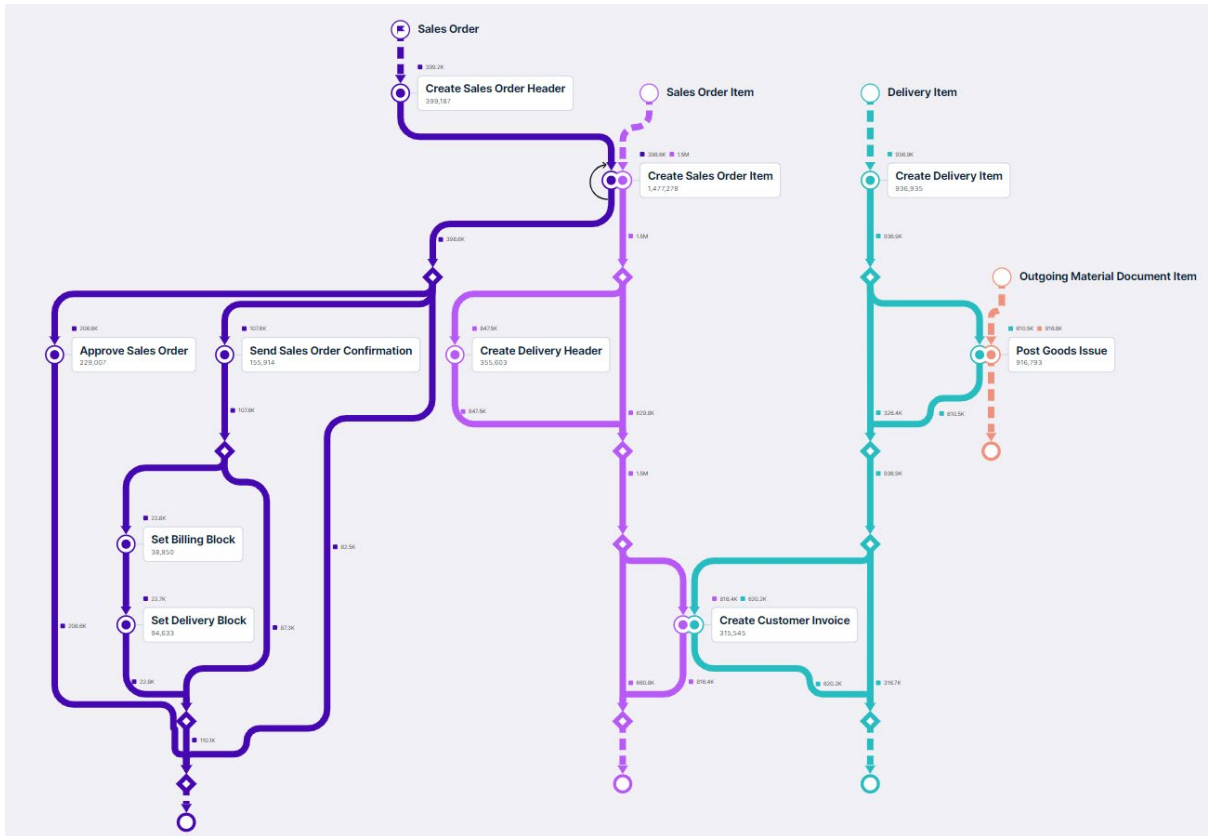 Sales Order
399.2K
Create Sales Order Header
399,187
Sales Order Item
Delivery Item
398.6K 1.5M
Create Sales Order Item
1,477,278
936.9K
Create Delivery Item
936,935
398.6K
1.5M
936.9K
Outgoing Material Document Item
208.8K
Approve Sales Order
229,007
107.8K
Send Sales Order Confirmation
155,914
847.5K
Create Delivery Header
355,603
610.5K 916.8K
Post Goods Issue
916,793
107.8K
847.5K
629.8K
326.4K
610.5K
1.5M
936.9K
22.8K
Set Billing Block
38,850
82.5K
22.7K
Set Delivery Block
94,633
208.6K
87.3K
816.4K 620.2K
Create Customer Invoice
315,545
22.8K
660.8K
816.4K
620.2K
316.7K
110.1K